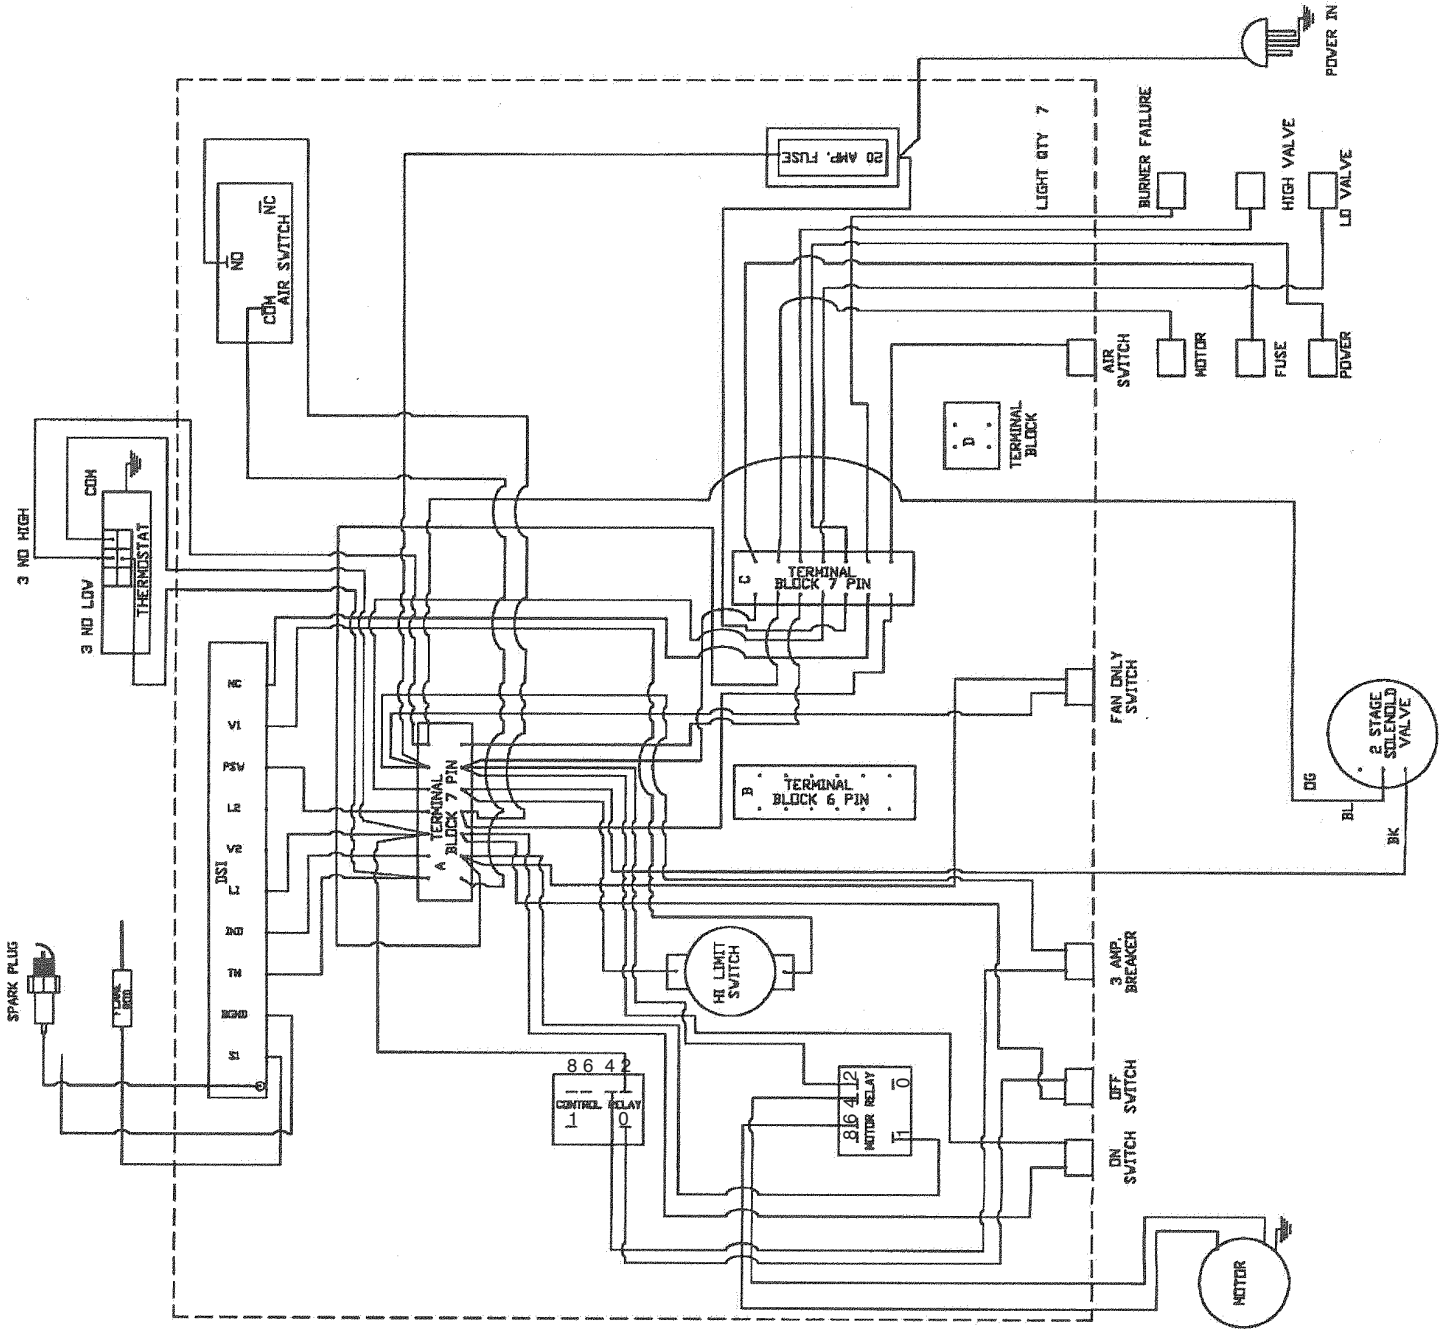 POWER IN
20 AMP. FUSE
LIGHT QTY 7
BURNER FAILURE
HIGH VALVE
LO VALVE
NC
NO
COM
AIR SWITCH
AIR
SWITCH
MOTOR
FUSE
POWER
D
TERMINAL
BLOCK
3 NO HIGH
COM
THERMOSTAT
3 NO LOW
C
TERMINAL
BLOCK 7 PIN
NC
V1
PSW
L2
V2
L1
IND
TH
BGND
S1
DSI
FAN ONLY
SWITCH
2 STAGE
SOLENOID
VALVE
OG
BL
BK
A
TERMINAL
BLOCK 7 PIN
B
TERMINAL
BLOCK 6 PIN
SPARK PLUG
FLAME
ROD
HI LIMIT
SWITCH
3 AMP.
BREAKER
8 6 4 2
CONTROL RELAY
1 0
8 6 4 2
MOTOR RELAY
1 0
OFF
SWITCH
ON
SWITCH
MOTOR